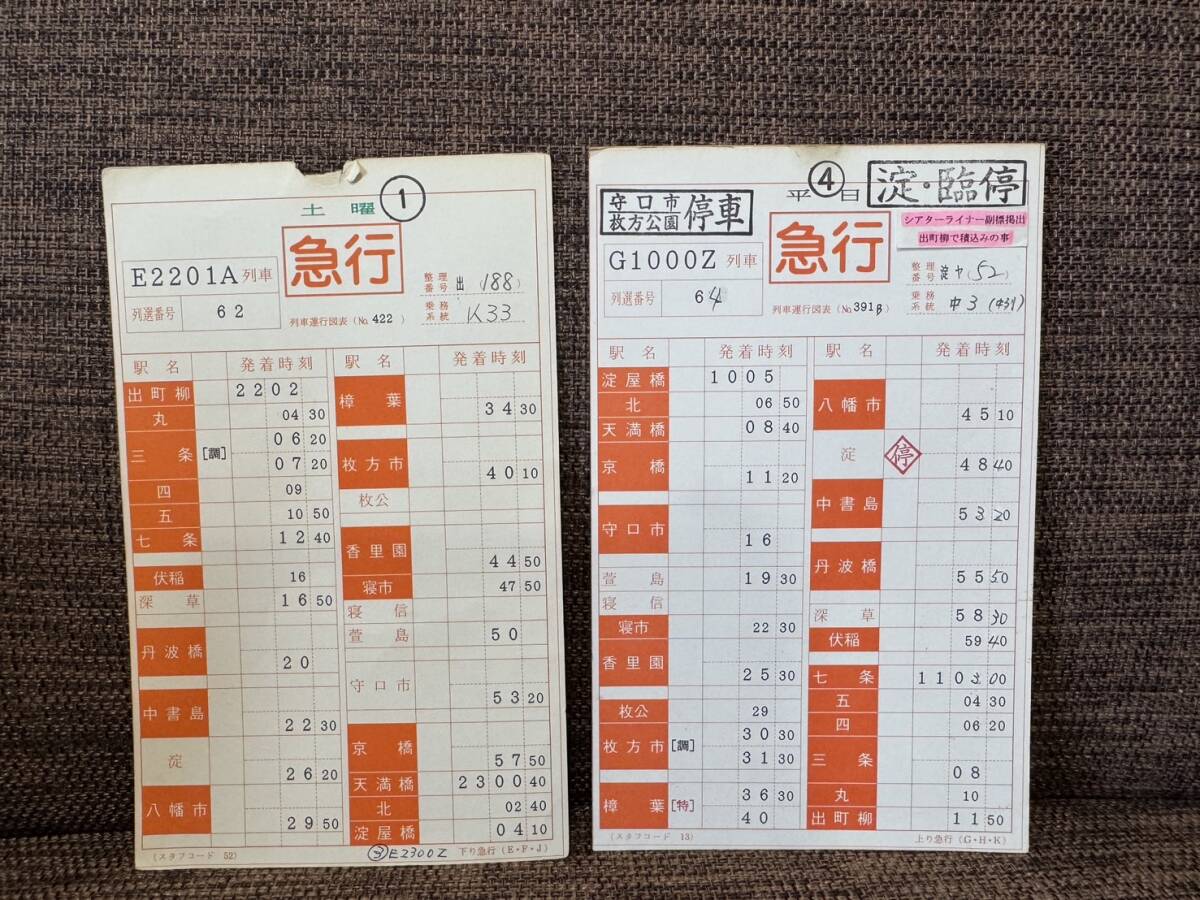 土曜 ①
急行
E2201A 列車
列選番号 62
列車運行図表 (No. 422)
整理番号 出 (188)
乗務系統 K33
駅名 発着時刻
出町柳 2202
丸 04 30
三条 [調] 06 20
07 20
四 09
五 10 50
七条 12 40
伏稲 16
深草 16 50
丹波橋 20
中書島 22 30
淀 26 20
八幡市 29 50
(スタフコード 52)
駅名 発着時刻
樟葉 34 30
枚方市 40 10
枚公
香里園 44 50
寝市 47 50
寝信
萱島 50
守口市 53 20
京橋 57 50
天満橋 2300 40
北 02 40
淀屋橋 04 10
③E2300Z 下り急行 (E・F・J)
守口市
枚方公園 停車
平日 ④
淀・臨停
シアターライナー副標掲出
出町柳で積込みの事
急行
G1000Z 列車
列選番号 64
列車運行図表 (No. 391β)
整理番号 淀ヤ (52)
乗務系統 中3 (431)
駅名 発着時刻
淀屋橋 1005
北 06 50
天満橋 08 40
京橋 11 20
守口市 16
萱島 19 30
寝信
寝市 22 30
香里園 25 30
枚公 29
枚方市 [調] 30 30
31 30
樟葉 [特] 36 30
40
(スタフコード 13)
駅名 発着時刻
八幡市 45 10
淀 停 48 40
中書島 53 20
丹波橋 55 50
深草 58 30
伏稲 59 40
七条 1103 00
五 04 30
四 06 20
三条 08
丸 10
出町柳 11 50
上り急行 (G・H・K)